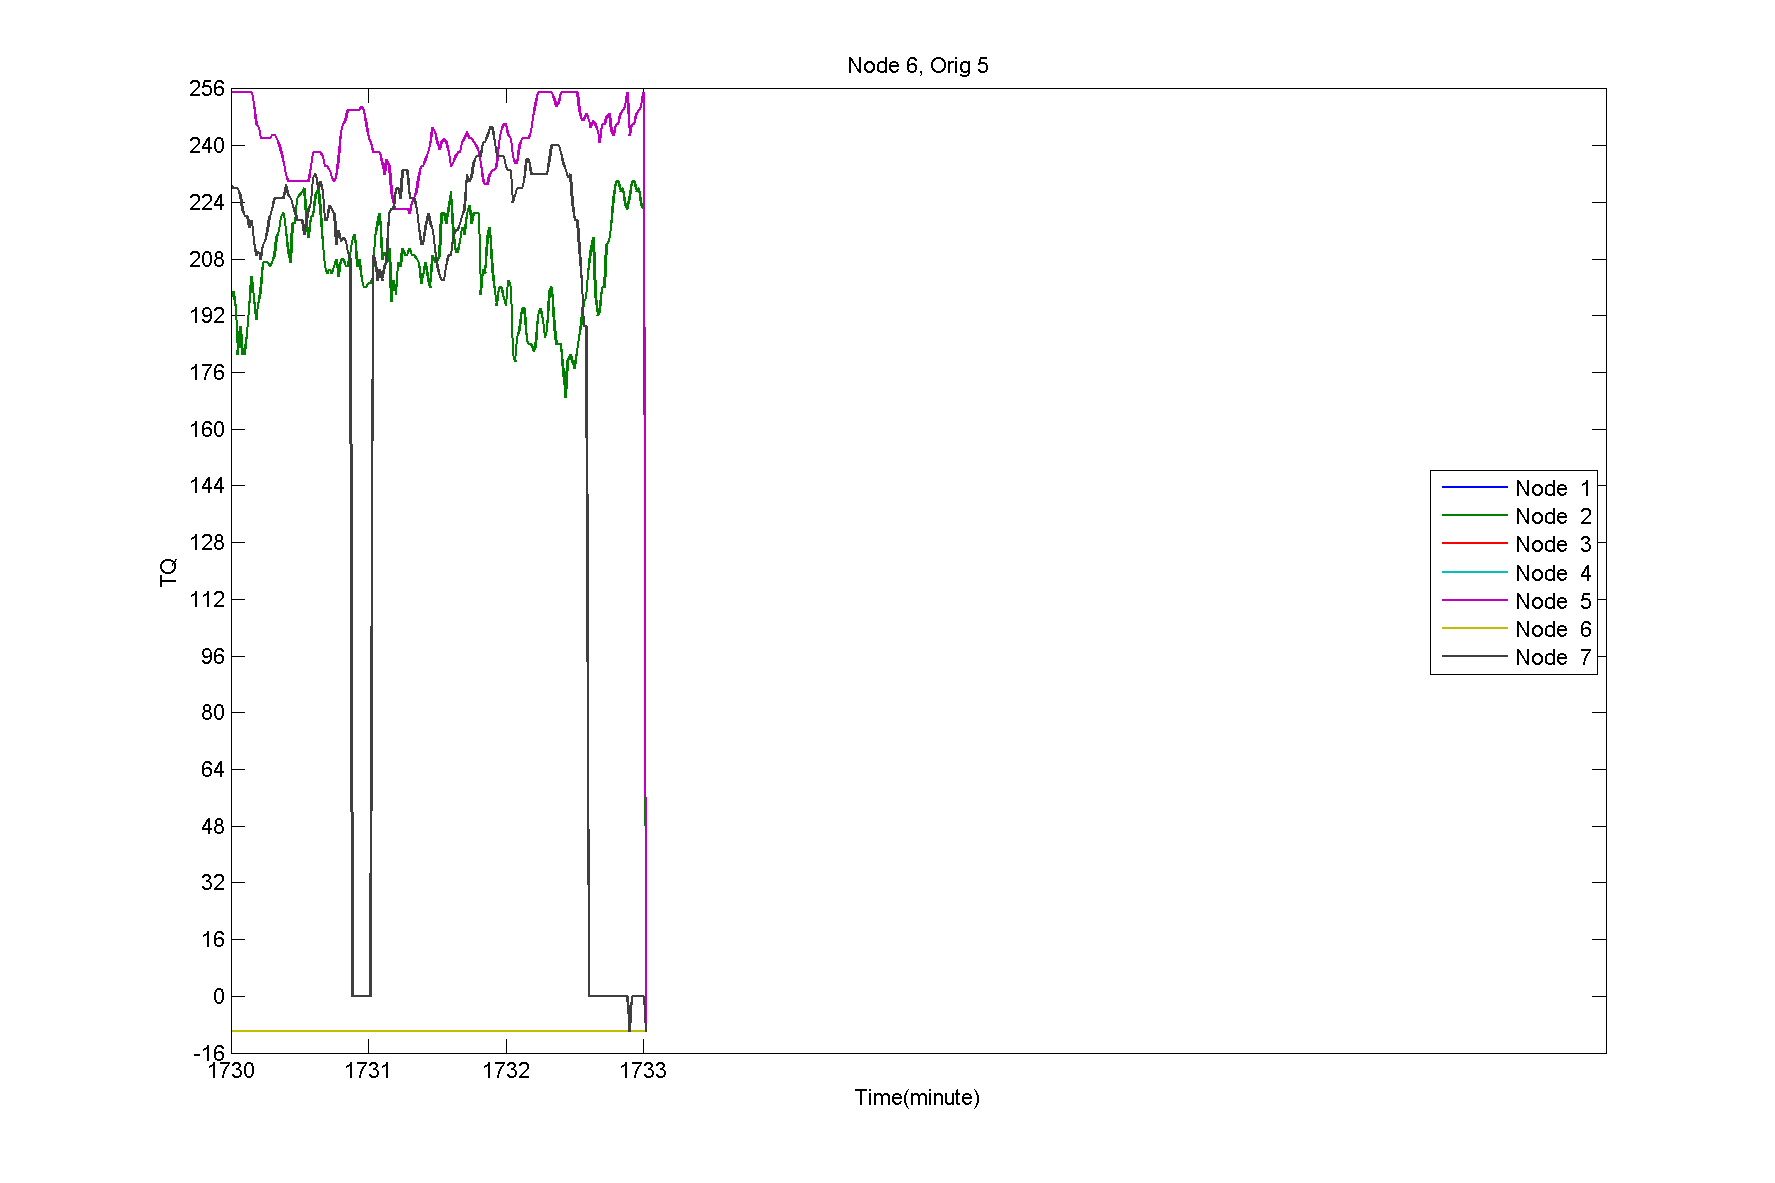 Node 6, Orig 5
256
240
224
208
192
176
160
144
128
112
96
80
64
48
32
16
0
-16
TQ
1730 1731 1732 1733
Time(minute)
Node 1
Node 2
Node 3
Node 4
Node 5
Node 6
Node 7